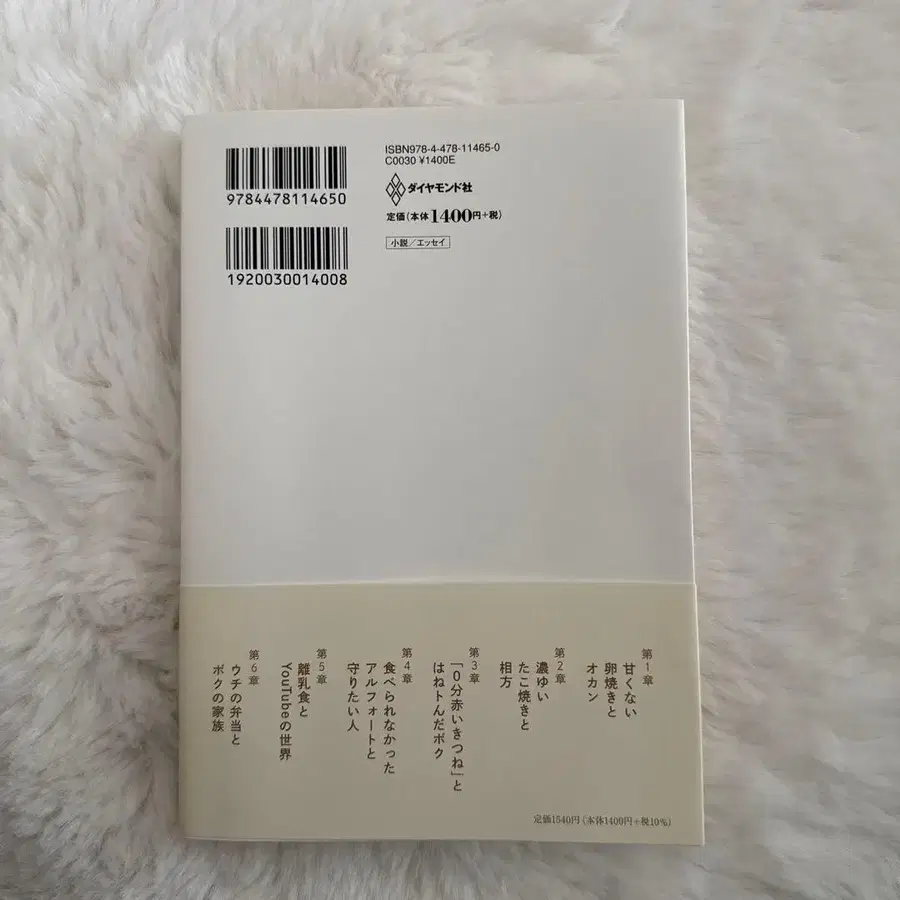 9784478114650
1920030014008
ISBN978-4-478-11465-0
C0030 ¥1400E
ダイヤモンド社
定価(本体1400円+税)
小説/エッセイ
第1章
甘くない
卵焼きと
オカン
第2章
濃ゆい
たこ焼きと
相方
第3章
「0分赤いきつね」と
はねトんだボク
第4章
食べられなかった
アルフォートと
守りたい人
第5章
離乳食と
YouTubeの世界
第6章
ウチの弁当と
ボクの家族
定価1540円(本体1400円+税10%)